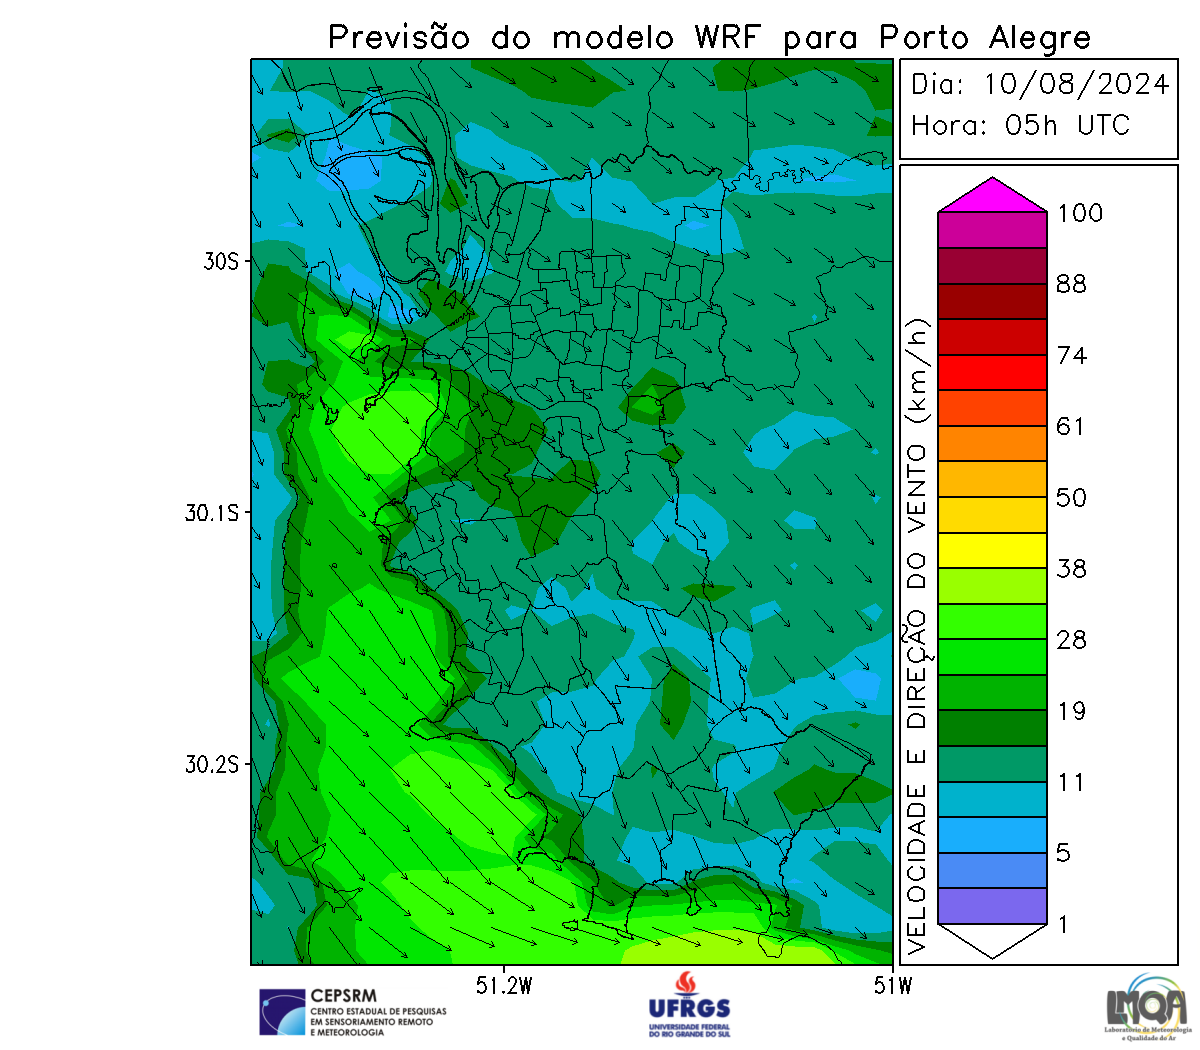 Previsão do modelo WRF para Porto Alegre
Dia: 10/08/2024
Hora: 05h UTC
30S
30.1S
30.2S
51.2W
51W
VELOCIDADE E DIREÇÃO DO VENTO (km/h)
100
88
74
61
50
38
28
19
11
5
1
CEPSRM
CENTRO ESTADUAL DE PESQUISAS
EM SENSORIAMENTO REMOTO
E METEOROLOGIA
UFRGS
UNIVERSIDADE FEDERAL
DO RIO GRANDE DO SUL
LMQA
Laboratório de Meteorologia
e Qualidade do Ar